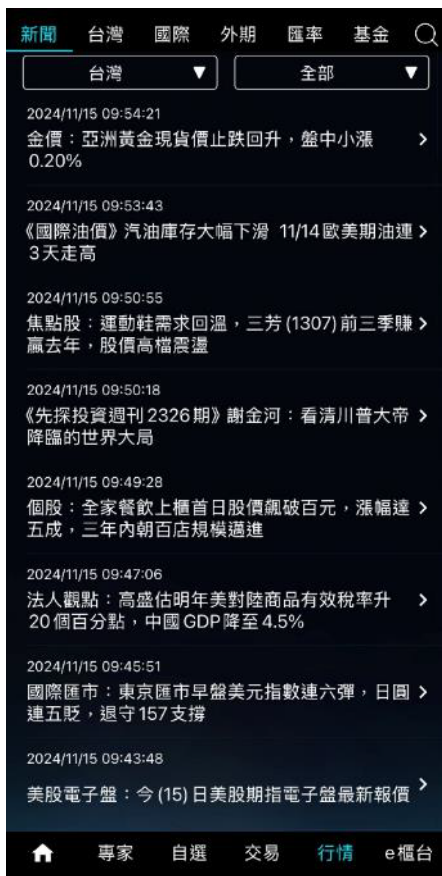 新聞 台灣 國際 外期 匯率 基金
台灣 ▼ 全部 ▼
2024/11/15 09:54:21
金價：亞洲黃金現貨價止跌回升，盤中小漲
0.20%
2024/11/15 09:53:43
《國際油價》汽油庫存大幅下滑 11/14歐美期油連
3天走高
2024/11/15 09:50:55
焦點股：運動鞋需求回溫，三芳(1307)前三季賺
贏去年，股價高檔震盪
2024/11/15 09:50:18
《先探投資週刊2326期》謝金河：看清川普大帝
降臨的世界大局
2024/11/15 09:49:28
個股：全家餐飲上櫃首日股價飆破百元，漲幅達
五成，三年內朝百店規模邁進
2024/11/15 09:47:06
法人觀點：高盛估明年美對陸商品有效稅率升
20個百分點，中國GDP降至4.5%
2024/11/15 09:45:51
國際匯市：東京匯市早盤美元指數連六彈，日圓
連五貶，退守157支撐
2024/11/15 09:43:48
美股電子盤：今(15)日美股期指電子盤最新報價
專家 自選 交易 行情 e櫃台